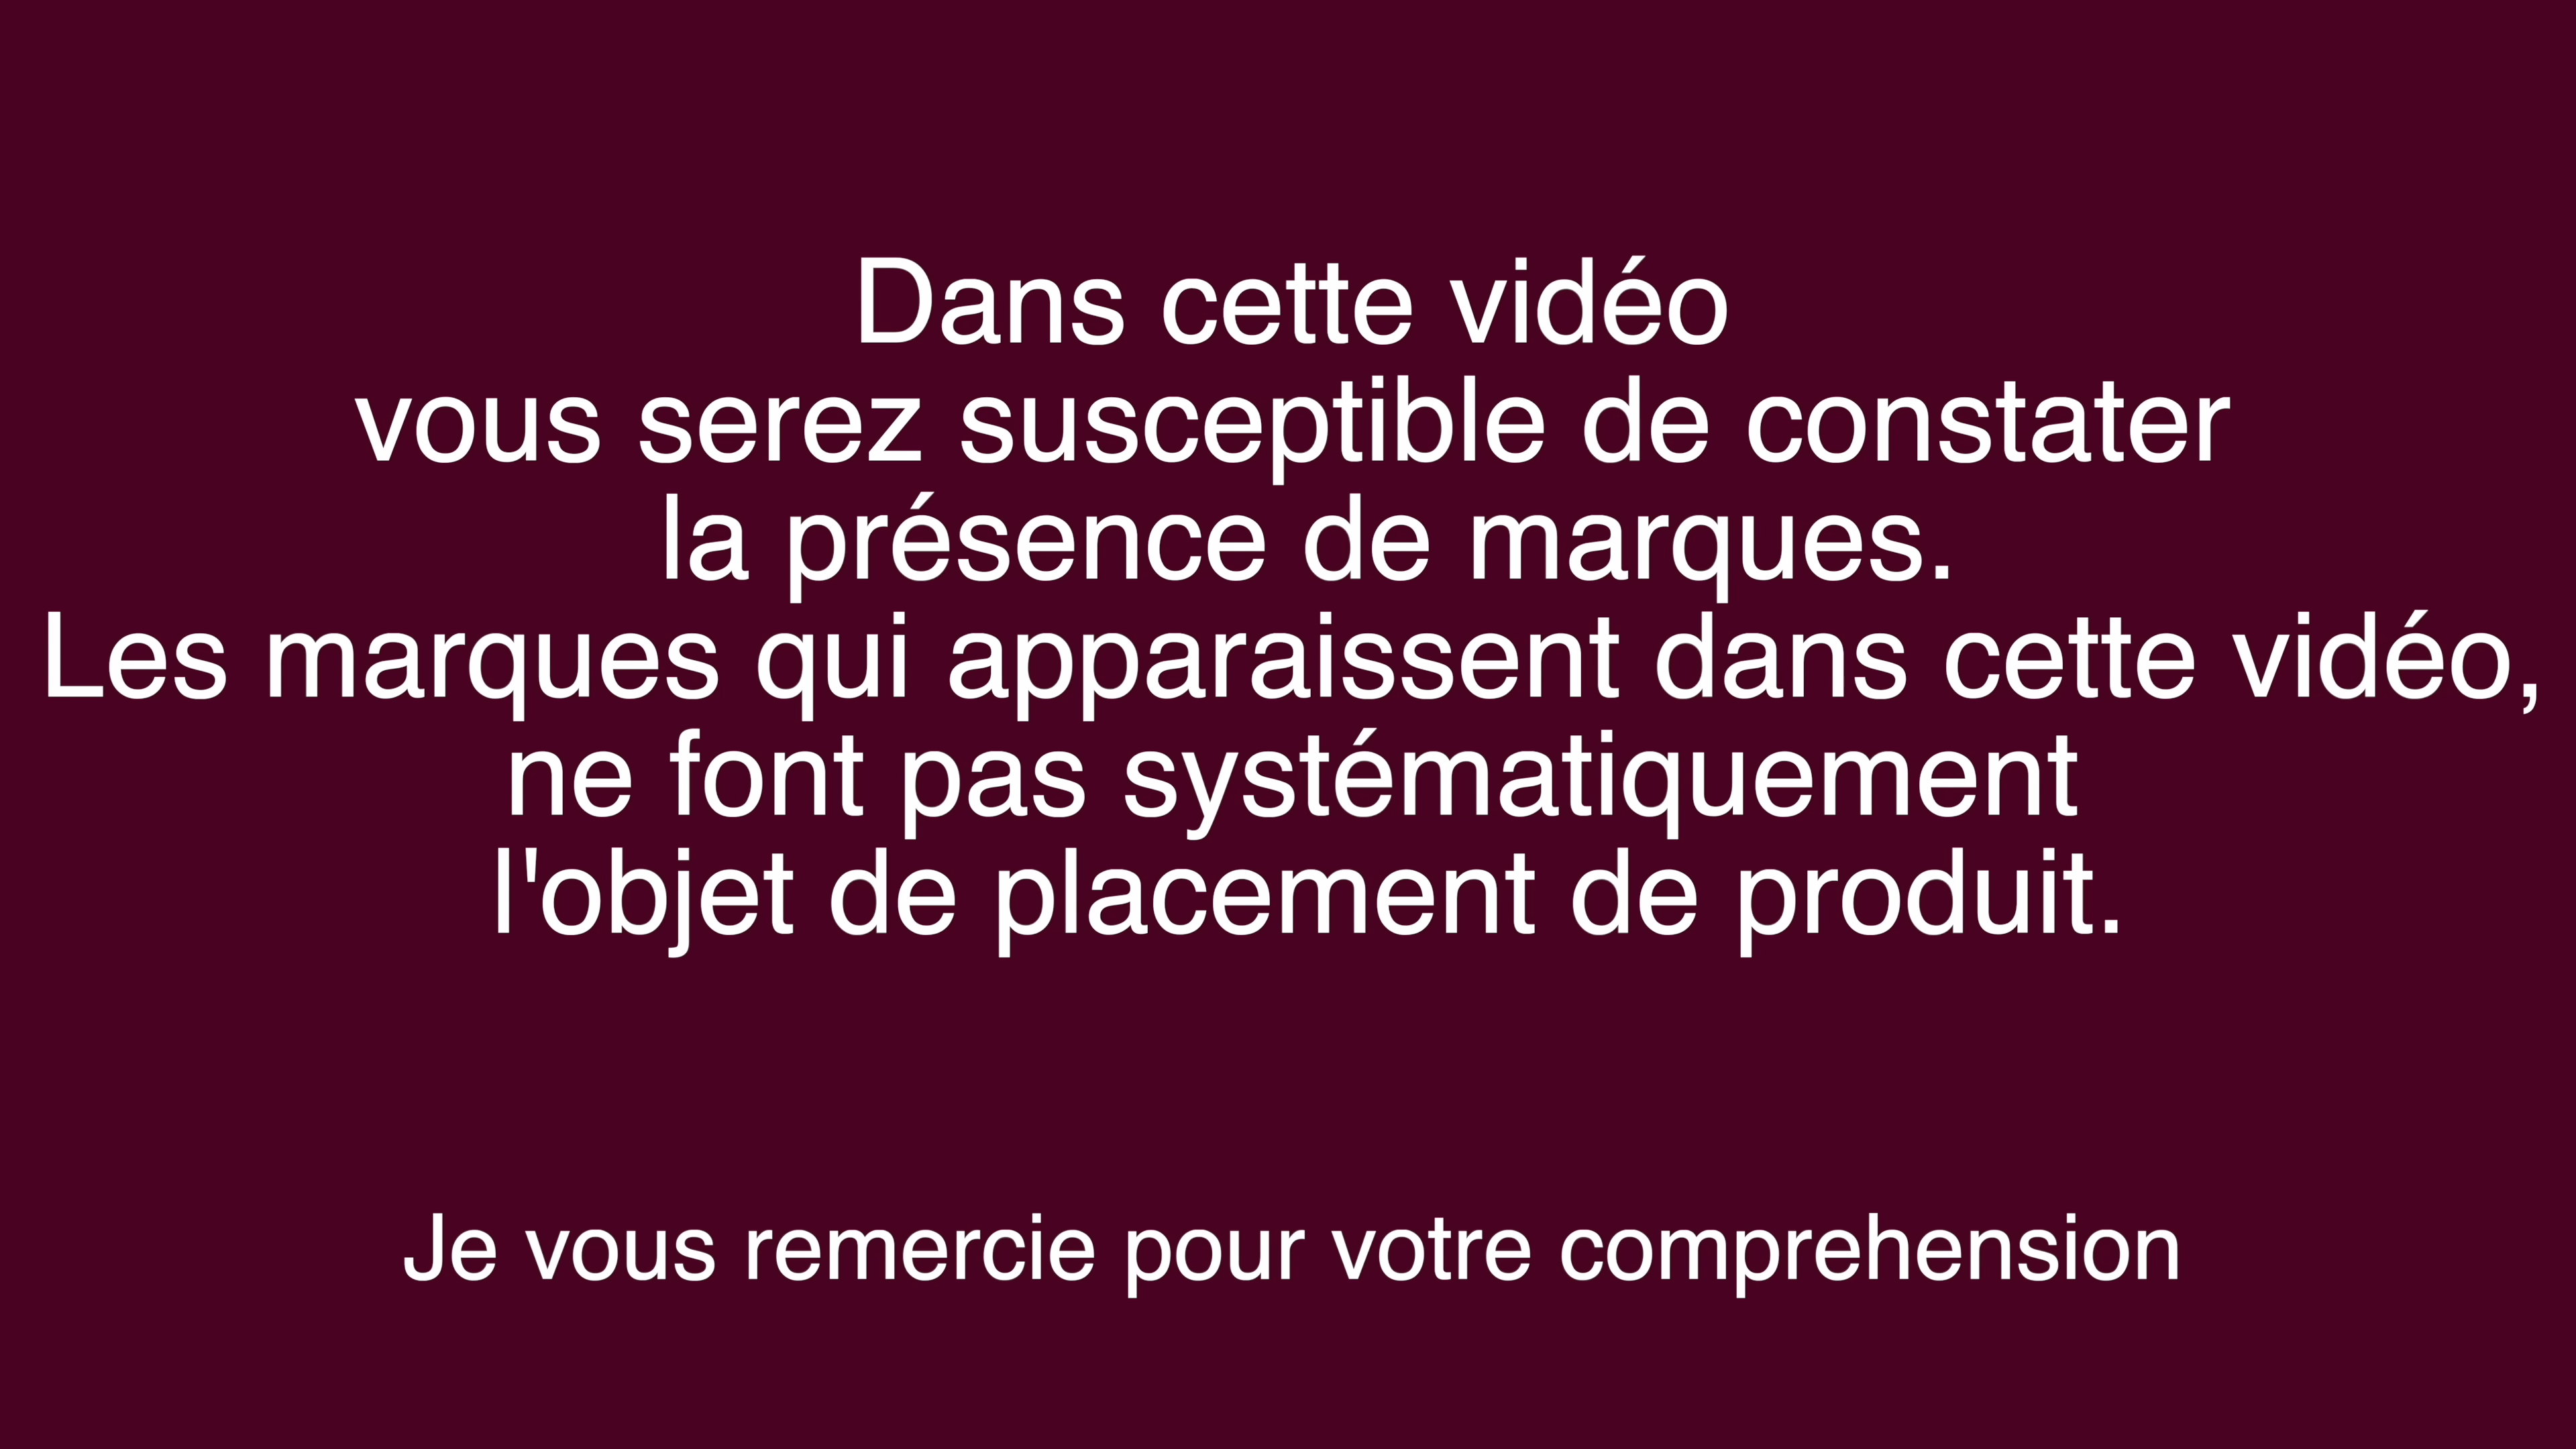 Dans cette vidéo
vous serez susceptible de constater
la présence de marques.
Les marques qui apparaissent dans cette vidéo,
ne font pas systématiquement
l'objet de placement de produit.
Je vous remercie pour votre comprehension